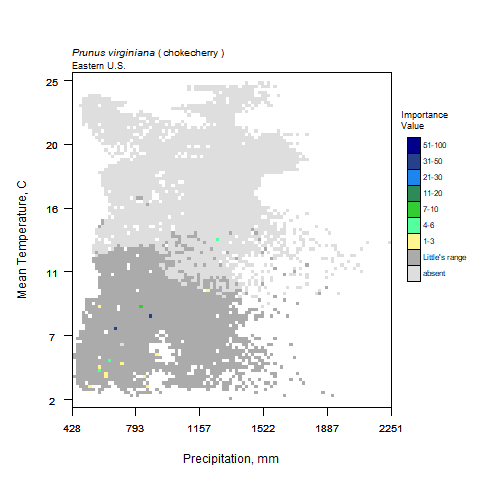 Prunus virginiana ( chokecherry )
Eastern U.S.
25
20
16
11
7
2
Mean Temperature, C
428 793 1157 1522 1887 2251
Precipitation, mm
Importance
Value
51-100
31-50
21-30
11-20
7-10
4-6
1-3
Little's range
absent